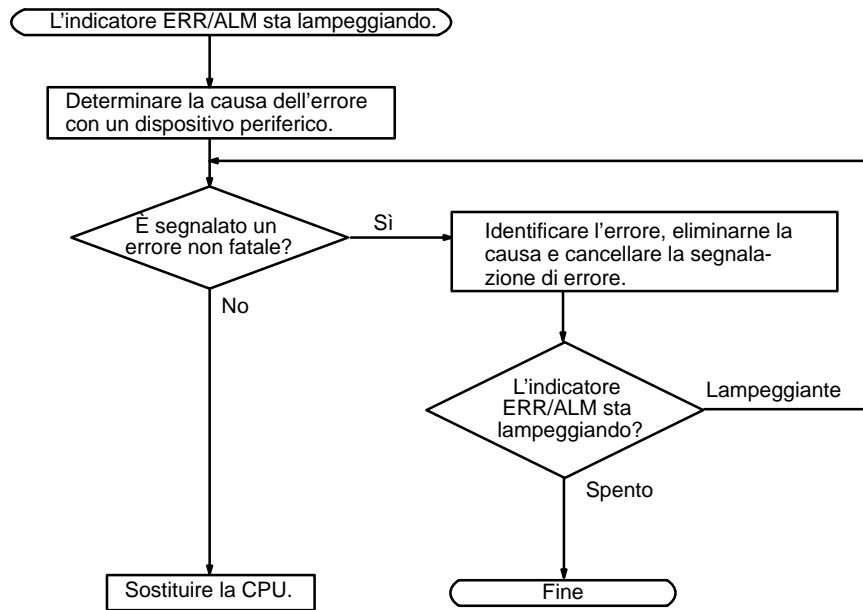 L'indicatore ERR/ALM sta lampeggiando.
Determinare la causa dell'errore
con un dispositivo periferico.
È segnalato un
errore non fatale?
Sì
Identificare l'errore, eliminarne la
causa e cancellare la segnala-
zione di errore.
No
L'indicatore
ERR/ALM sta
lampeggiando?
Lampeggiante
Spento
Sostituire la CPU.
Fine